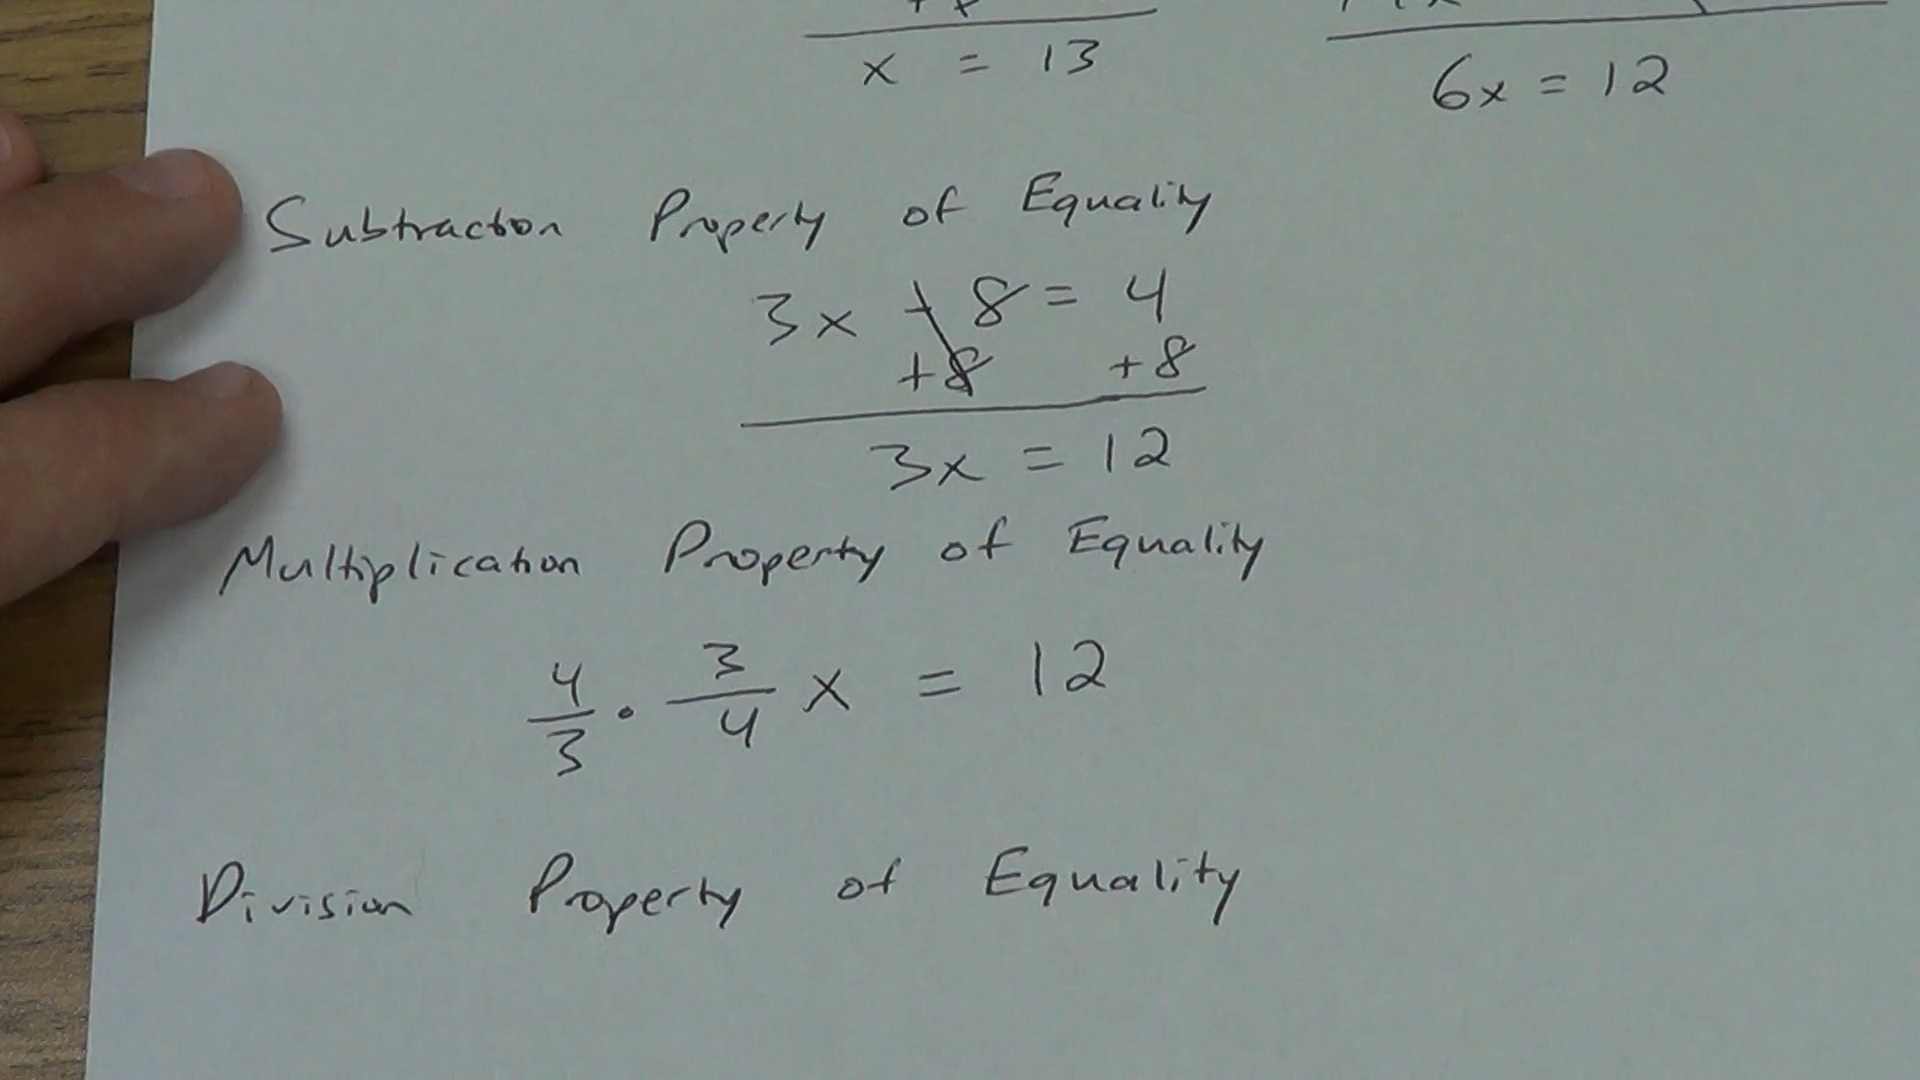 x = 13
6x = 12
Subtraction Property of Equality
3x - 8 = 4
+8 +8
3x = 12
Multiplication Property of Equality
4/3 · 3/4 x = 12
Division Property of Equality